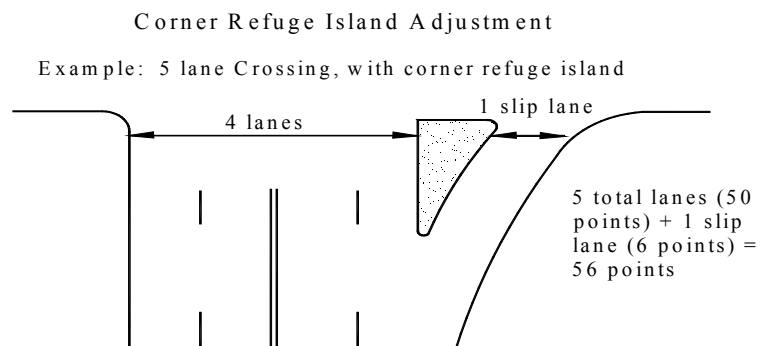 Corner Refuge Island Adjustment
Example: 5 lane Crossing, with corner refuge island
1 slip lane
4 lanes
5 total lanes (50
points) + 1 slip
lane (6 points) =
56 points